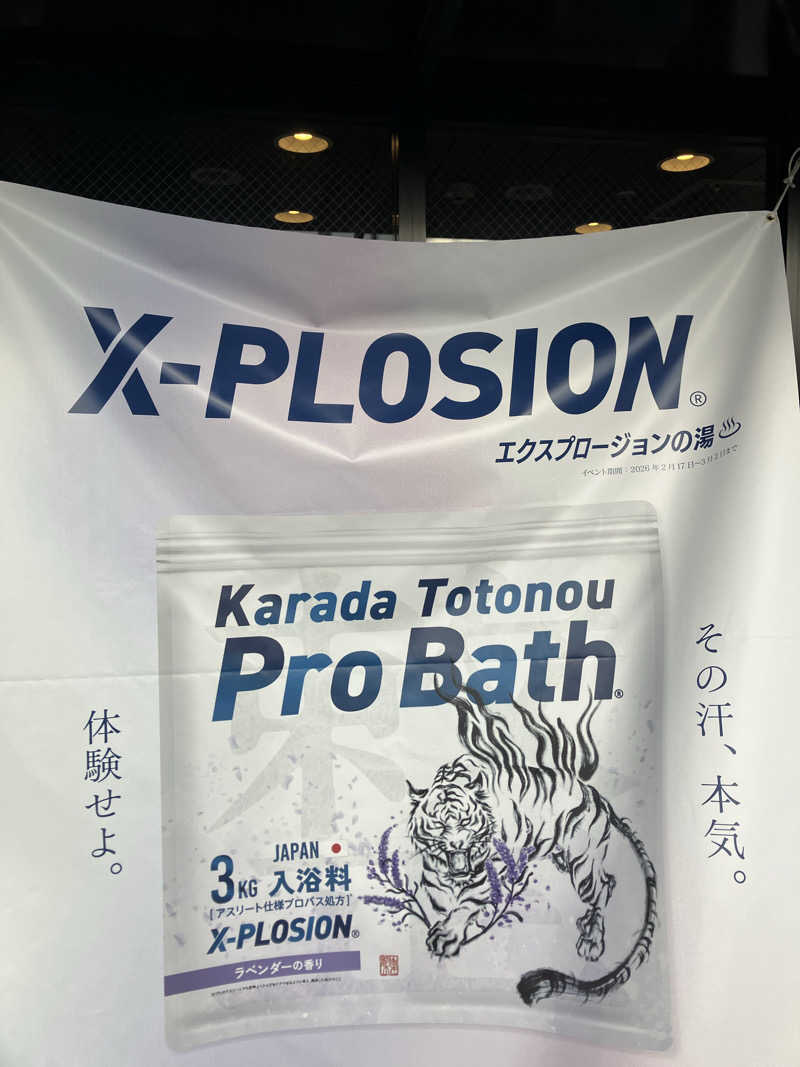 X-PLOSION®
エクスプロージョンの湯♨
イベント期間：2026年2月17日~3月2日まで
Karada Totonou
Pro Bath®
その汗、本気。
体験せよ。
JAPAN
3KG 入浴料
[アスリート仕様プロバス処方]
X-PLOSION®
ラベンダーの香り